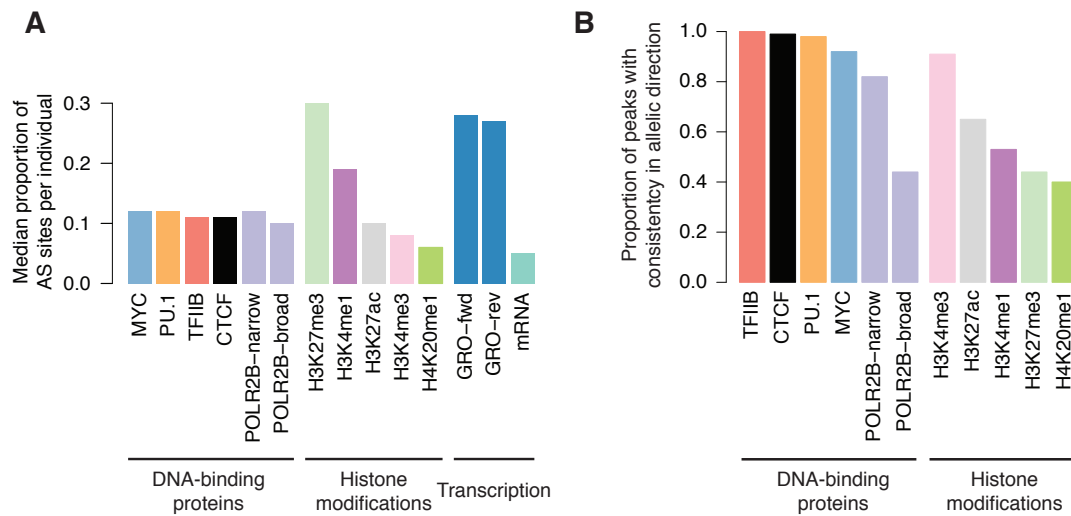 A
Median proportion of
AS sites per individual
0.3
0.2
0.1
0.0
MYC
PU.1
TFIIB
CTCF
POLR2B−narrow
POLR2B−broad
H3K27me3
H3K4me1
H3K27ac
H3K4me3
H4K20me1
GRO−fwd
GRO−rev
mRNA
DNA-binding
proteins
Histone
modifications
Transcription
B
Proportion of peaks with
consistentcy in allelic direction
1.0
0.8
0.6
0.4
0.2
0.0
TFIIB
CTCF
PU.1
MYC
POLR2B−narrow
POLR2B−broad
H3K4me3
H3K27ac
H3K4me1
H3K27me3
H4K20me1
DNA-binding
proteins
Histone
modifications